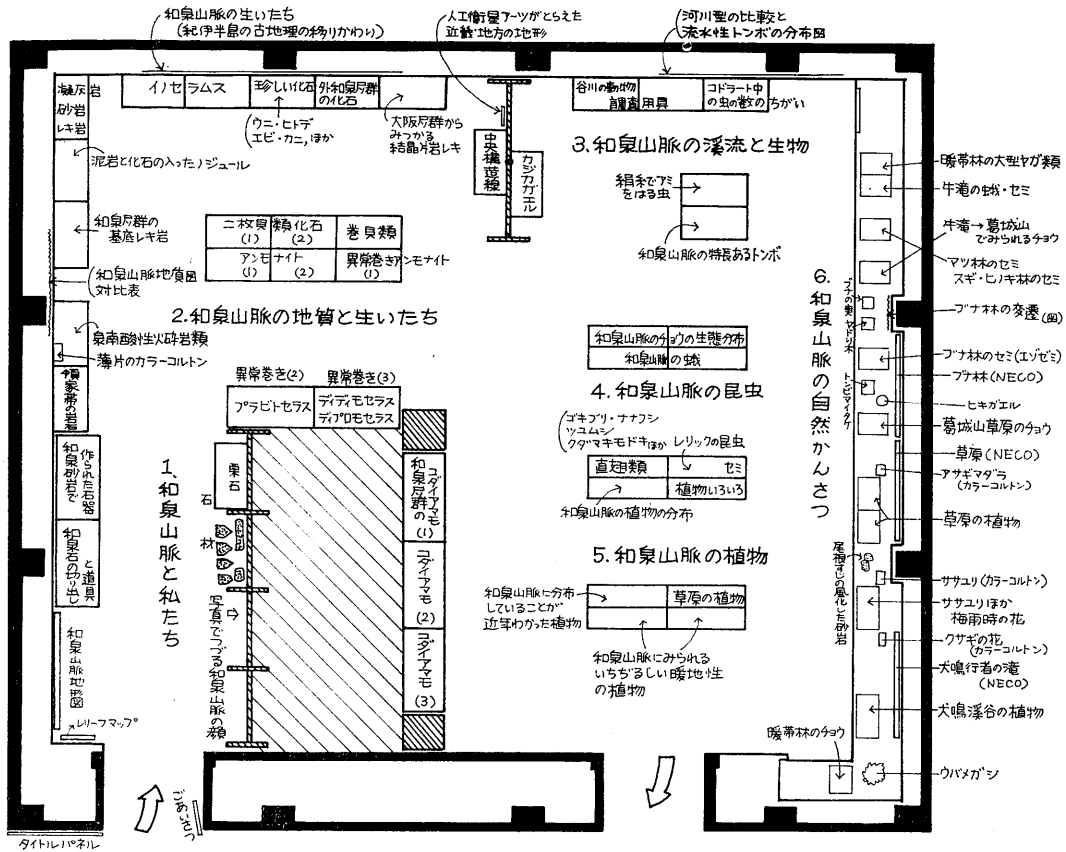 和泉山脈の生いたち
(紀伊半島の古地理の移りかわり)
人工衛星アーツがとらえた
近畿地方の地形
河川型の比較と
流水性トンボの分布図
凝灰岩
砂岩
レキ岩
イノセラムス
珍しい化石
外和泉層群
の化石
ウニ・ヒトデ
エビ・カニ,ほか
大阪層群から
みつかる
結晶片岩レキ
中央構造線
カジカガエル
谷川の動物
調査用具
コドラート中
の虫の数のちがい
3.和泉山脈の渓流と生物
絹糸でアミ
をはる虫
和泉山脈の特長あるトンボ
泥岩と化石の入ったノジュール
和泉層群の
基底レキ岩
和泉山脈地質図
対比表
泉南酸性火砕岩類
薄片のカラーコルトン
領家帯の岩石
和泉砂岩で
作られた石器
和泉石の切り出し
と道具
和泉山脈地形図
レリーフマップ
二枚貝類化石
(1)
(2)
巻貝類
アンモナイト
(1)
(2)
異常巻きアンモナイト
(1)
2.和泉山脈の地質と生いたち
異常巻き(2)
異常巻き(3)
プラビトセラス
ディディモセラス
ディプロモセラス
1.和泉山脈と私たち
栗石
石材
写真でつづる和泉山脈の顔
和泉層群の
コダイアマモ
(1)
コダイアマモ
(2)
コダイアマモ
(3)
和泉山脈のチョウの生態分布
和泉山脈の蛾
4.和泉山脈の昆虫
ゴキブリ・ナナフシ
ツユムシ
クダマキモドキほか
レリックの昆虫
直翅類
セミ
植物いろいろ
和泉山脈の植物の分布
5.和泉山脈の植物
和泉山脈に分布
していることが
近年わかった植物
草原の植物
和泉山脈にみられる
いちぢるしい暖地性
の植物
6.和泉山脈の自然かんさつ
ブナの実
ヤドリ木
トンビマイタケ
尾根すじの風化した砂岩
暖帯林のチョウ
暖帯林の大型ヤガ類
牛滝の蛾・セミ
牛滝→葛城山
でみられるチョウ
マツ林のセミ
スギ・ヒノキ林のセミ
ブナ林の変遷(図)
ブナ林のセミ(エゾゼミ)
ブナ林(NECO)
ヒキガエル
葛城山草原のチョウ
草原(NECO)
アサギマダラ
(カラーコルトン)
草原の植物
ササユリ(カラーコルトン)
ササユリほか
梅雨時の花
クサギの花
(カラーコルトン)
犬鳴行者の滝
(NECO)
犬鳴渓谷の植物
ウバメガシ
ごあいさつ
タイトルパネル